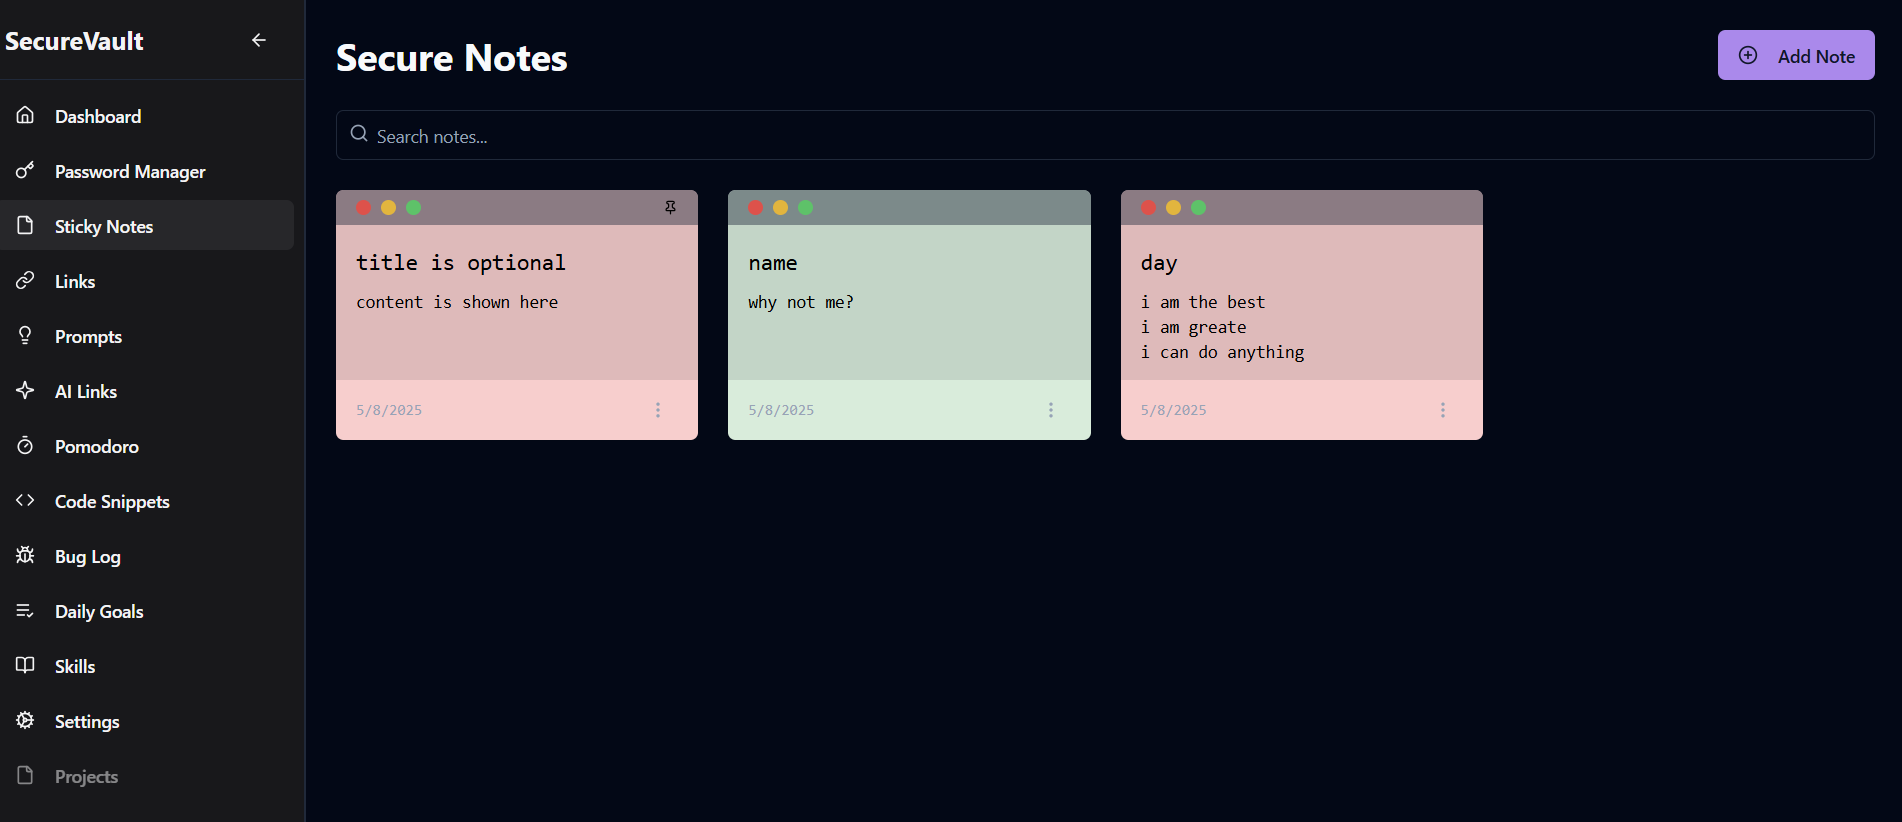 SecureVault
Dashboard
Password Manager
Sticky Notes
Links
Prompts
AI Links
Pomodoro
Code Snippets
Bug Log
Daily Goals
Skills
Settings
Projects
Secure Notes
Add Note
Search notes...
title is optional
content is shown here
5/8/2025
name
why not me?
5/8/2025
day
i am the best
i am greate
i can do anything
5/8/2025